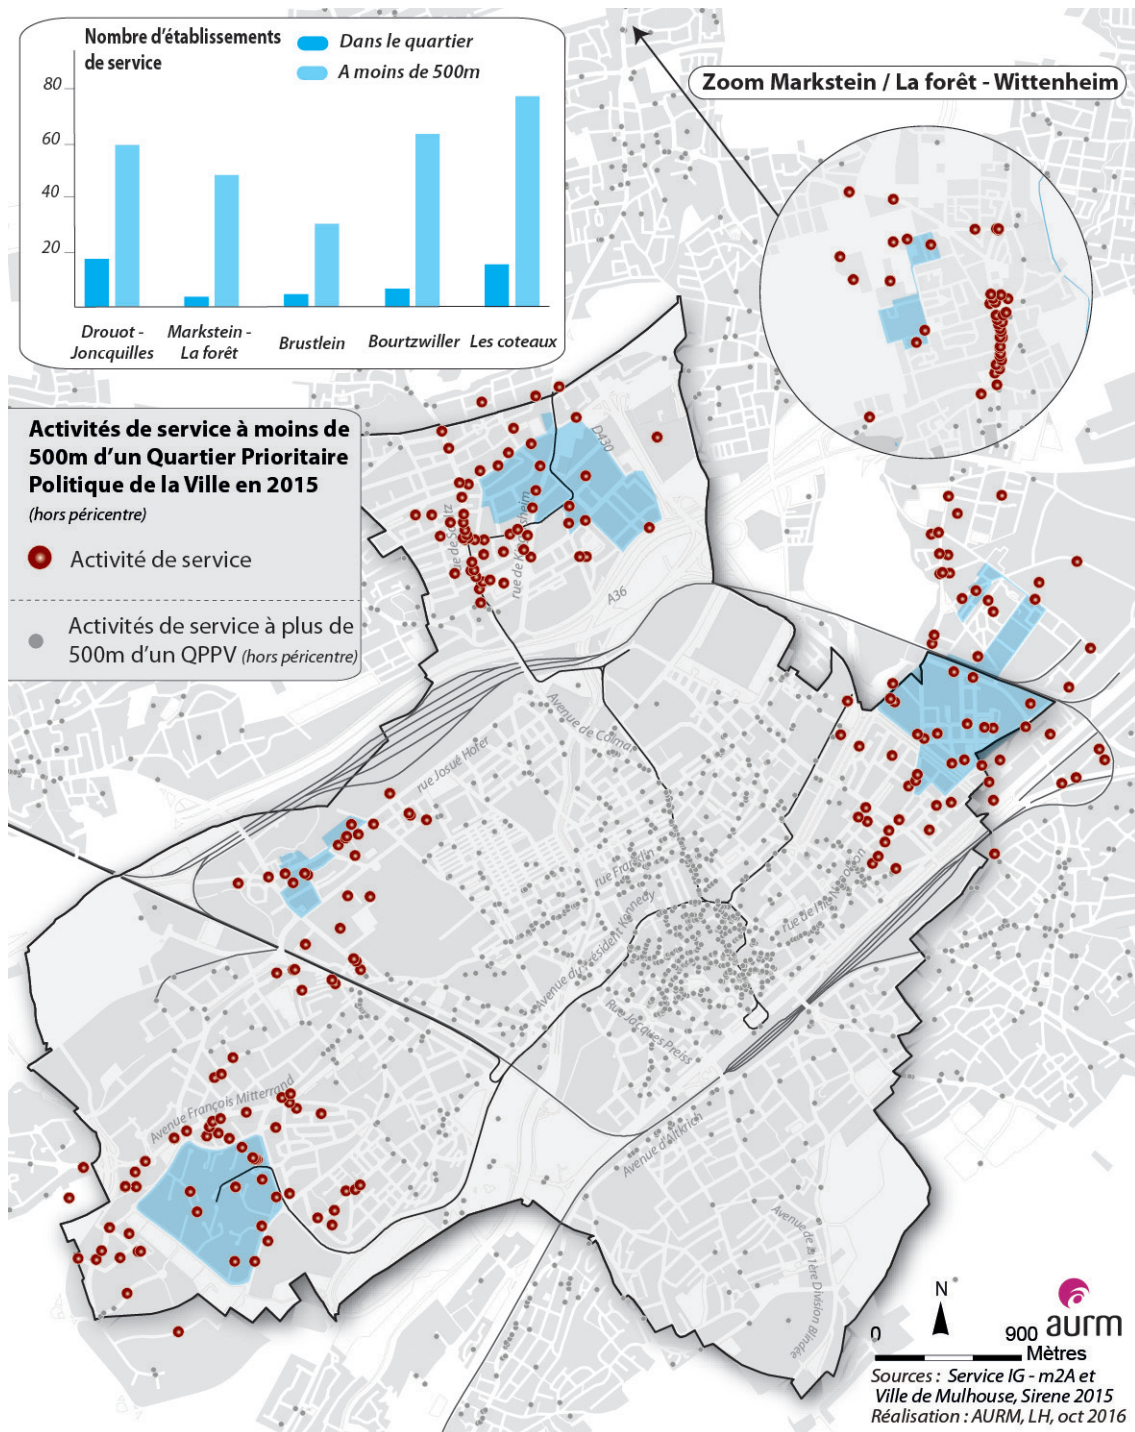 Nombre d'établissements
de service
Dans le quartier
A moins de 500m
80
60
40
20
Drouot -
Joncquilles
Markstein -
La forêt
Brustlein
Bourtzwiller
Les coteaux
Zoom Markstein / La forêt - Wittenheim
Activités de service à moins de
500m d'un Quartier Prioritaire
Politique de la Ville en 2015
(hors péricentre)
Activité de service
Activités de service à plus de
500m d'un QPPV (hors péricentre)
D430
A36
Avenue de Colmar
rue Josué Hofer
rue Franklin
Avenue du Président Kennedy
Rue Jacques Preiss
Avenue François Mitterrand
Avenue d'Altkirch
Avenue de la 1ère Division Blindée
N
0
900
Mètres
aurm
Sources : Service IG - m2A et
Ville de Mulhouse, Sirene 2015
Réalisation : AURM, LH, oct 2016